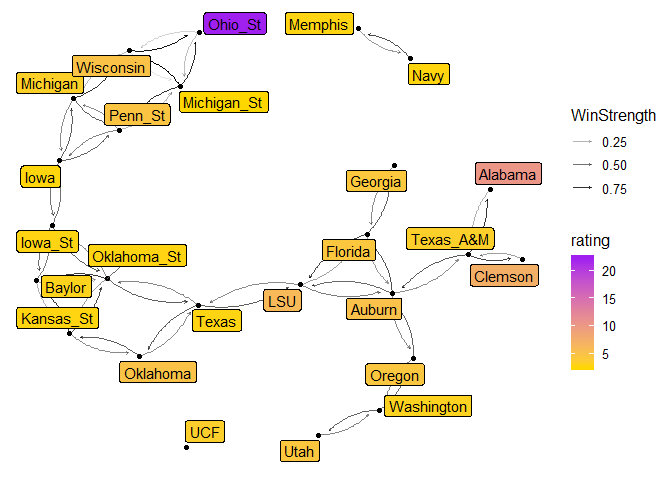 Ohio_St
Memphis
Wisconsin
Navy
Michigan
Michigan_St
Penn_St
Iowa
Georgia
Alabama
Iowa_St
Oklahoma_St
Florida
Texas_A&M
Baylor
Clemson
Kansas_St
Texas
LSU
Auburn
Oklahoma
Oregon
Washington
UCF
Utah
WinStrength
0.25
0.50
0.75
rating
20
15
10
5